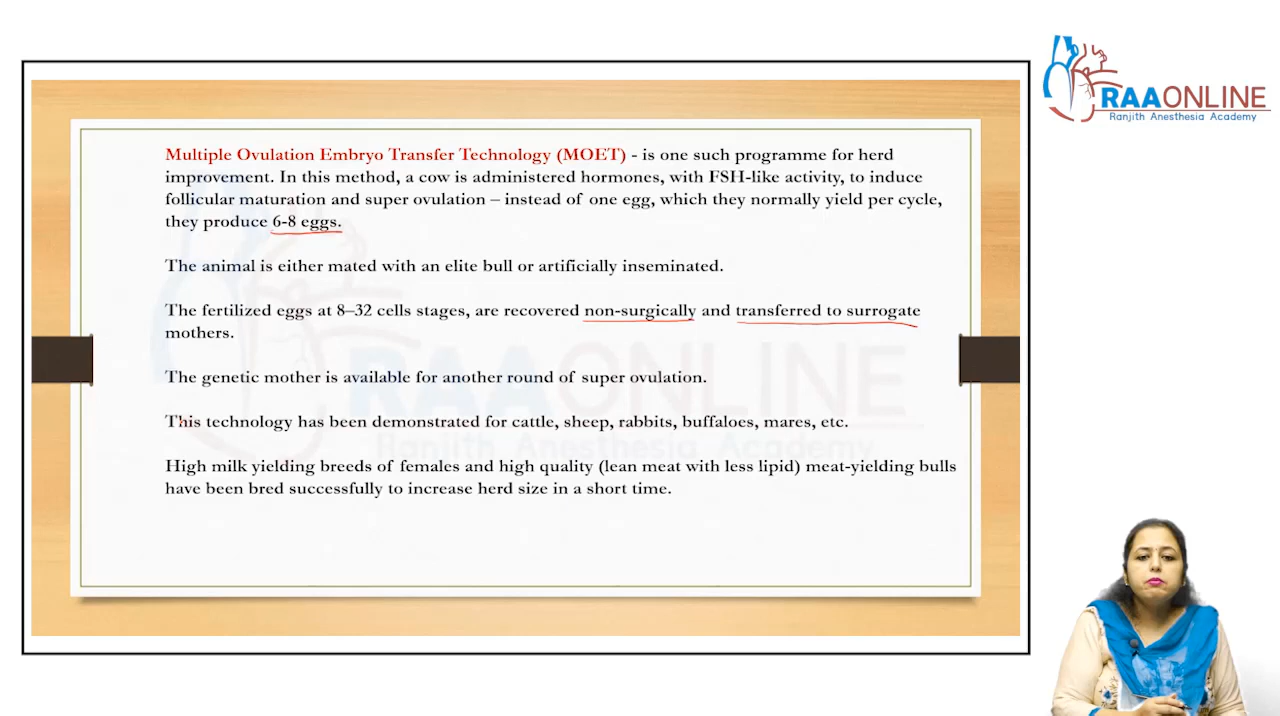 RAAONLINE
Ranjith Anesthesia Academy
Multiple Ovulation Embryo Transfer Technology (MOET) - is one such programme for herd
improvement. In this method, a cow is administered hormones, with FSH-like activity, to induce
follicular maturation and super ovulation – instead of one egg, which they normally yield per cycle,
they produce 6-8 eggs.
The animal is either mated with an elite bull or artificially inseminated.
The fertilized eggs at 8–32 cells stages, are recovered non-surgically and transferred to surrogate
mothers.
The genetic mother is available for another round of super ovulation.
This technology has been demonstrated for cattle, sheep, rabbits, buffaloes, mares, etc.
High milk yielding breeds of females and high quality (lean meat with less lipid) meat-yielding bulls
have been bred successfully to increase herd size in a short time.
RAAONLINE
Ranjith Anesthesia Academy